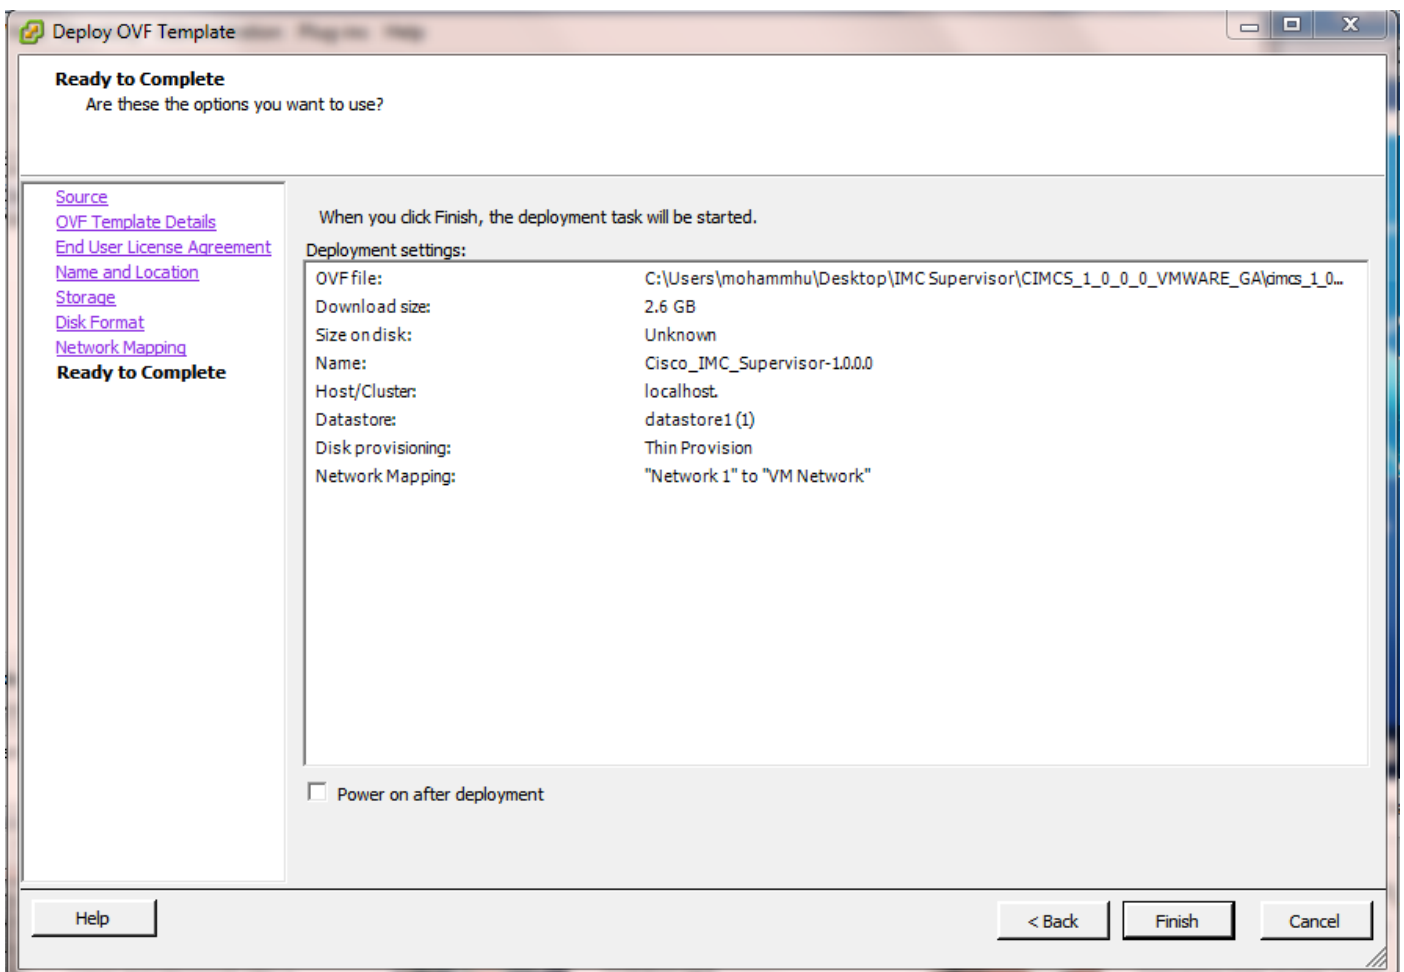 Deploy OVF Template
Ready to Complete
Are these the options you want to use?
Source
OVF Template Details
End User License Agreement
Name and Location
Storage
Disk Format
Network Mapping
Ready to Complete
When you click Finish, the deployment task will be started.
Deployment settings:
OVF file: C:\Users\mohammhu\Desktop\IMC Supervisor\CIMCS_1_0_0_0_VMWARE_GA\cimcs_1_0...
Download size: 2.6 GB
Size on disk: Unknown
Name: Cisco_IMC_Supervisor-1.0.0.0
Host/Cluster: localhost.
Datastore: datastore1 (1)
Disk provisioning: Thin Provision
Network Mapping: "Network 1" to "VM Network"
Power on after deployment
Help
< Back
Finish
Cancel